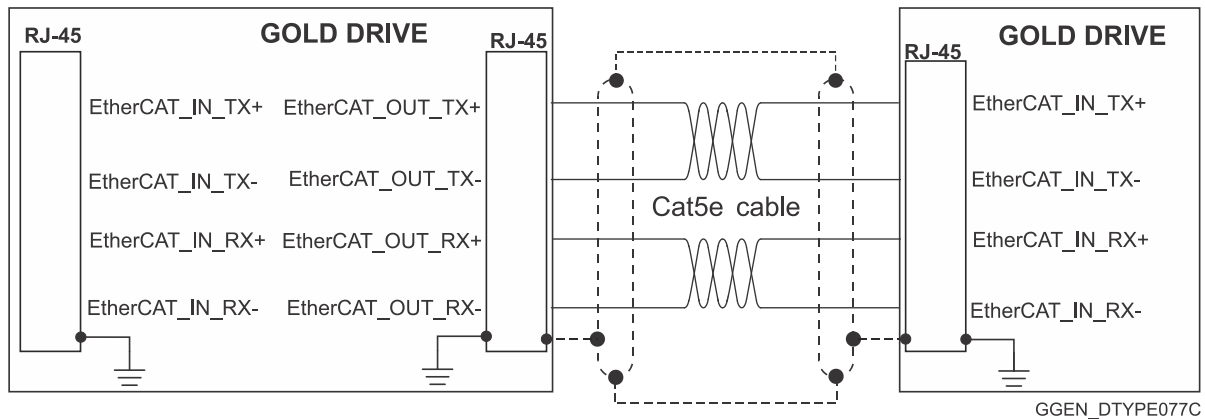 RJ-45
GOLD DRIVE
RJ-45
EtherCAT_IN_TX+
EtherCAT_OUT_TX+
EtherCAT_IN_TX-
EtherCAT_OUT_TX-
EtherCAT_IN_RX+
EtherCAT_OUT_RX+
EtherCAT_IN_RX-
EtherCAT_OUT_RX-
Cat5e cable
GOLD DRIVE
RJ-45
EtherCAT_IN_TX+
EtherCAT_IN_TX-
EtherCAT_IN_RX+
EtherCAT_IN_RX-
GGEN_DTYPE077C